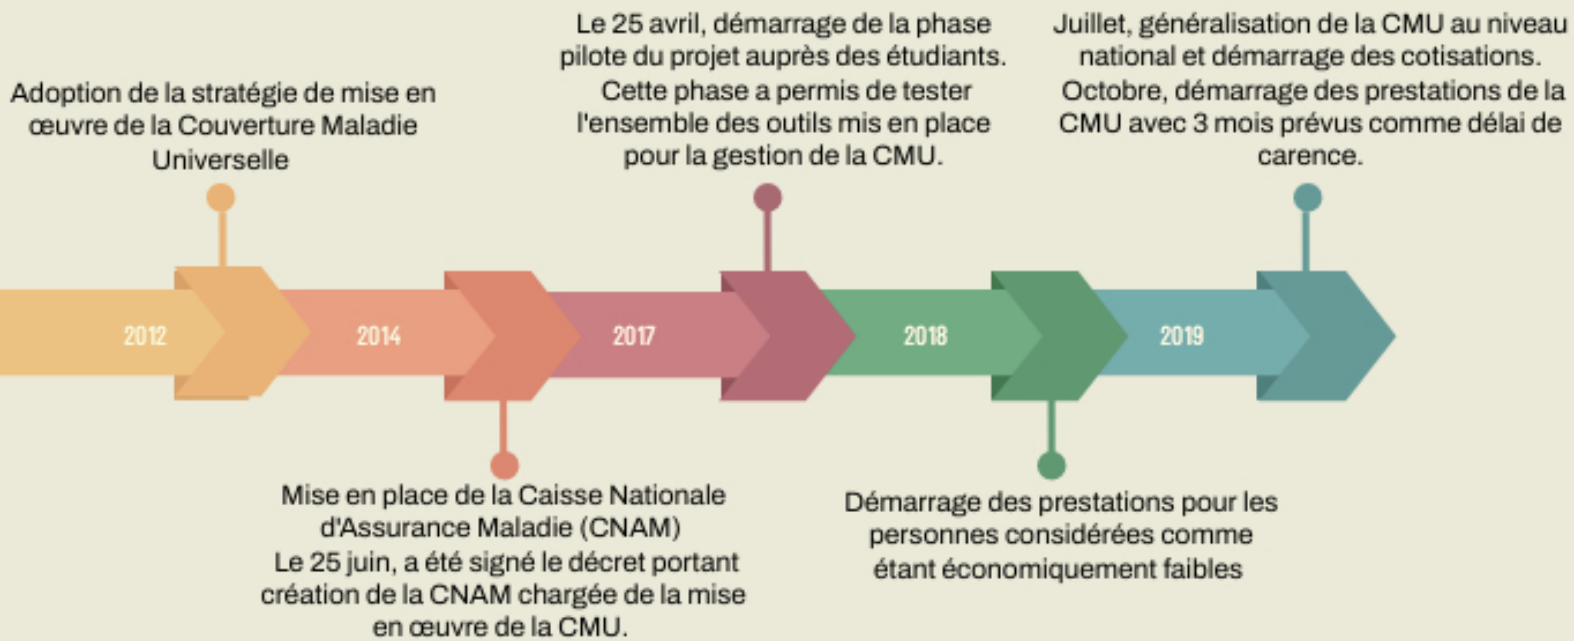 Adoption de la stratégie de mise en
œuvre de la Couverture Maladie
Universelle
Le 25 avril, démarrage de la phase
pilote du projet auprès des étudiants.
Cette phase a permis de tester
l'ensemble des outils mis en place
pour la gestion de la CMU.
Juillet, généralisation de la CMU au niveau
national et démarrage des cotisations.
Octobre, démarrage des prestations de la
CMU avec 3 mois prévus comme délai de
carence.
2012
2014
2017
2018
2019
Mise en place de la Caisse Nationale
d'Assurance Maladie (CNAM)
Le 25 juin, a été signé le décret portant
création de la CNAM chargée de la mise
en œuvre de la CMU.
Démarrage des prestations pour les
personnes considérées comme
étant économiquement faibles